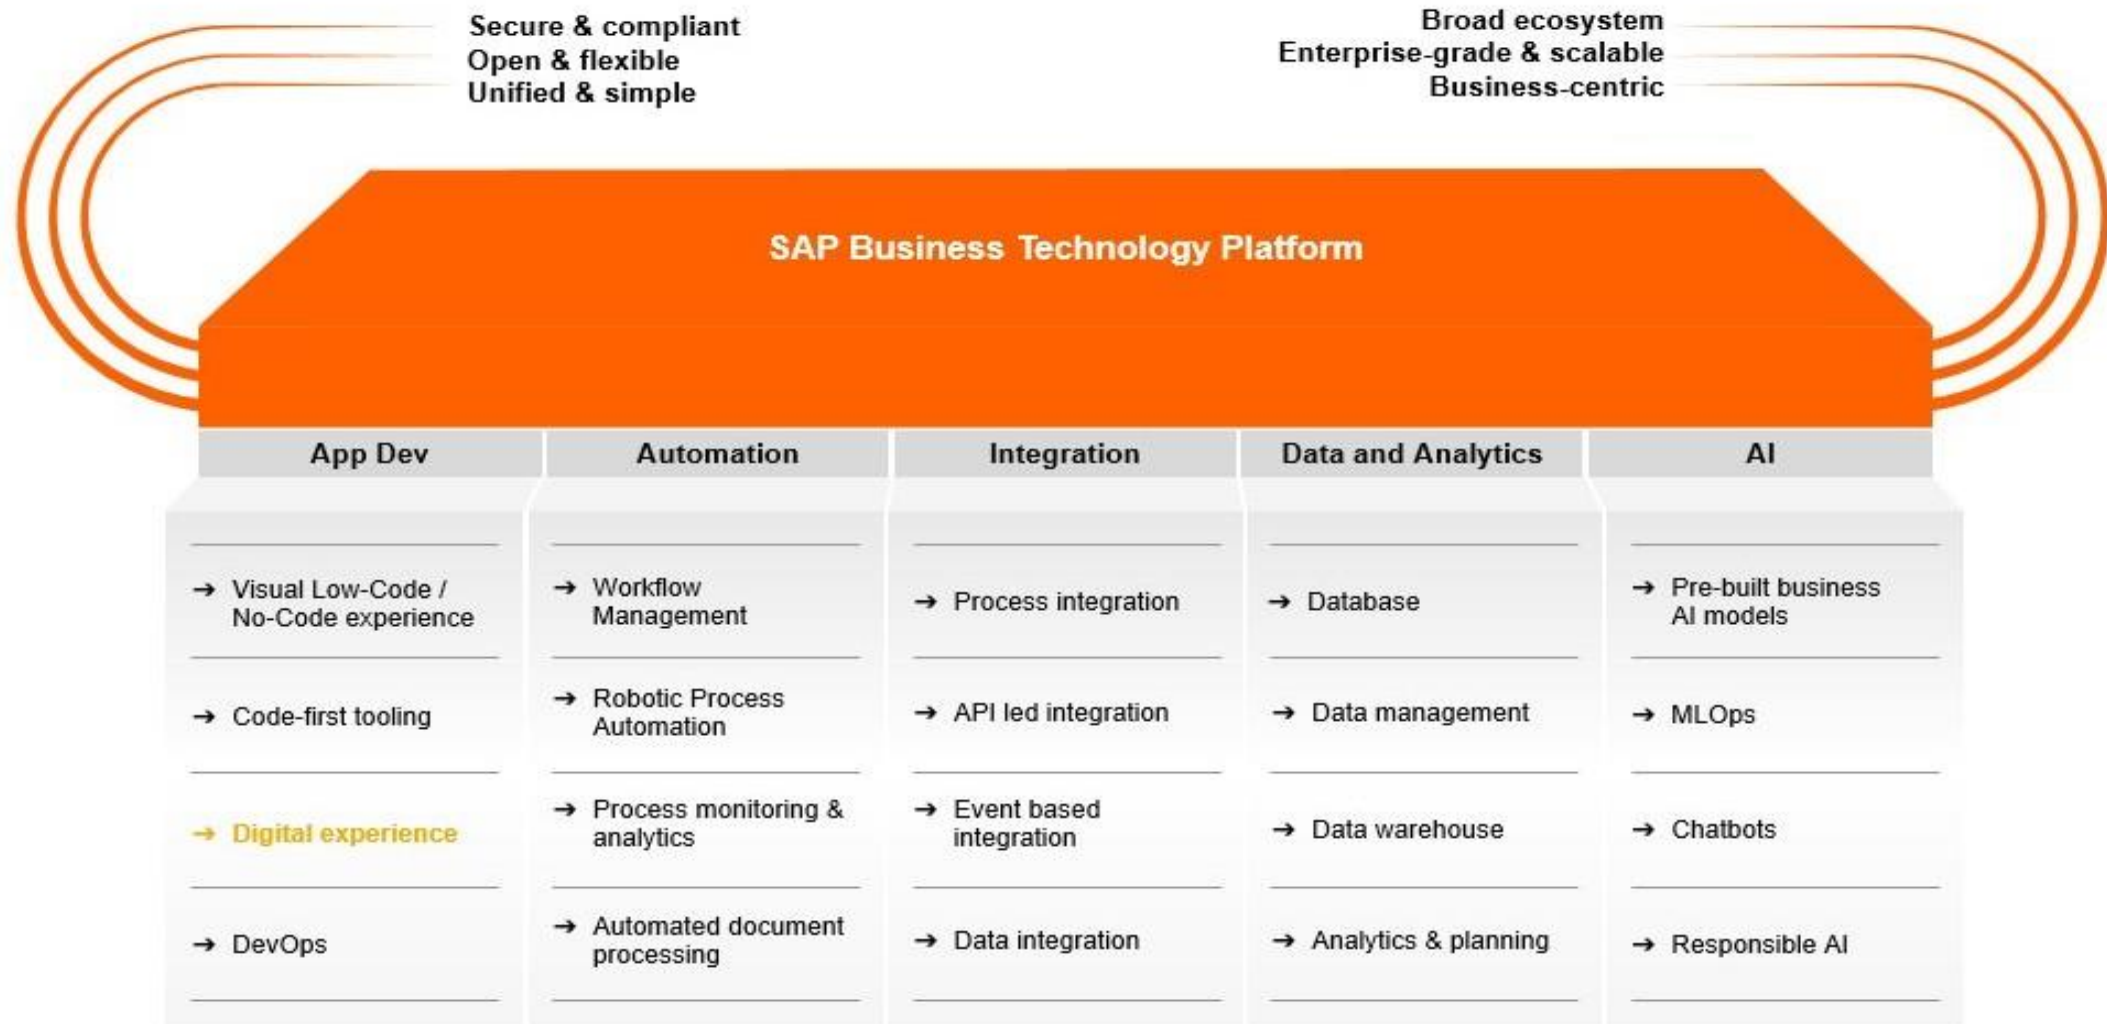 Secure & compliant
Open & flexible
Unified & simple
Broad ecosystem
Enterprise-grade & scalable
Business-centric
SAP Business Technology Platform
App Dev
Visual Low-Code /
No-Code experience
Code-first tooling
Digital experience
DevOps
Automation
Workflow
Management
Robotic Process
Automation
Process monitoring &
analytics
Automated document
processing
Integration
Process integration
API led integration
Event based
integration
Data integration
Data and Analytics
Database
Data management
Data warehouse
Analytics & planning
AI
Pre-built business
AI models
MLOps
Chatbots
Responsible AI